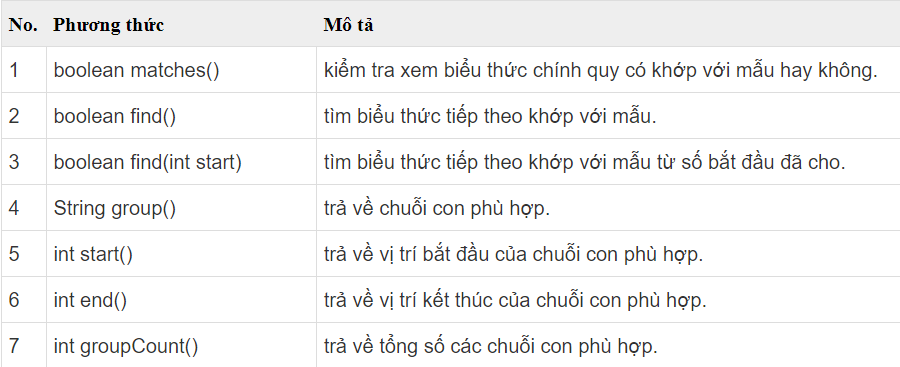 No. Phương thức Mô tả
1 boolean matches() kiểm tra xem biểu thức chính quy có khớp với mẫu hay không.
2 boolean find() tìm biểu thức tiếp theo khớp với mẫu.
3 boolean find(int start) tìm biểu thức tiếp theo khớp với mẫu từ số bắt đầu đã cho.
4 String group() trả về chuỗi con phù hợp.
5 int start() trả về vị trí bắt đầu của chuỗi con phù hợp.
6 int end() trả về vị trí kết thúc của chuỗi con phù hợp.
7 int groupCount() trả về tổng số các chuỗi con phù hợp.